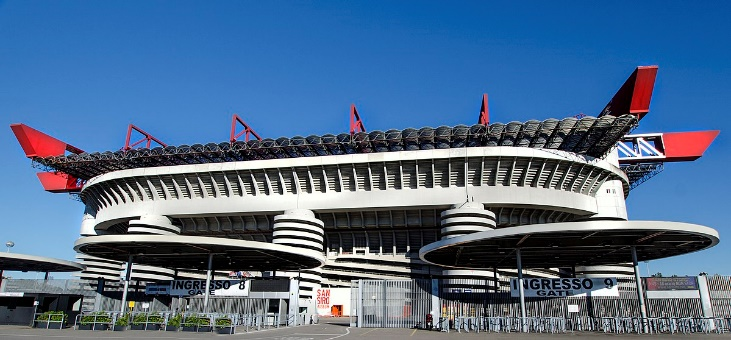 INGRESSO 8
GATE
SAN
SIRO
INGRESSO 9
GATE